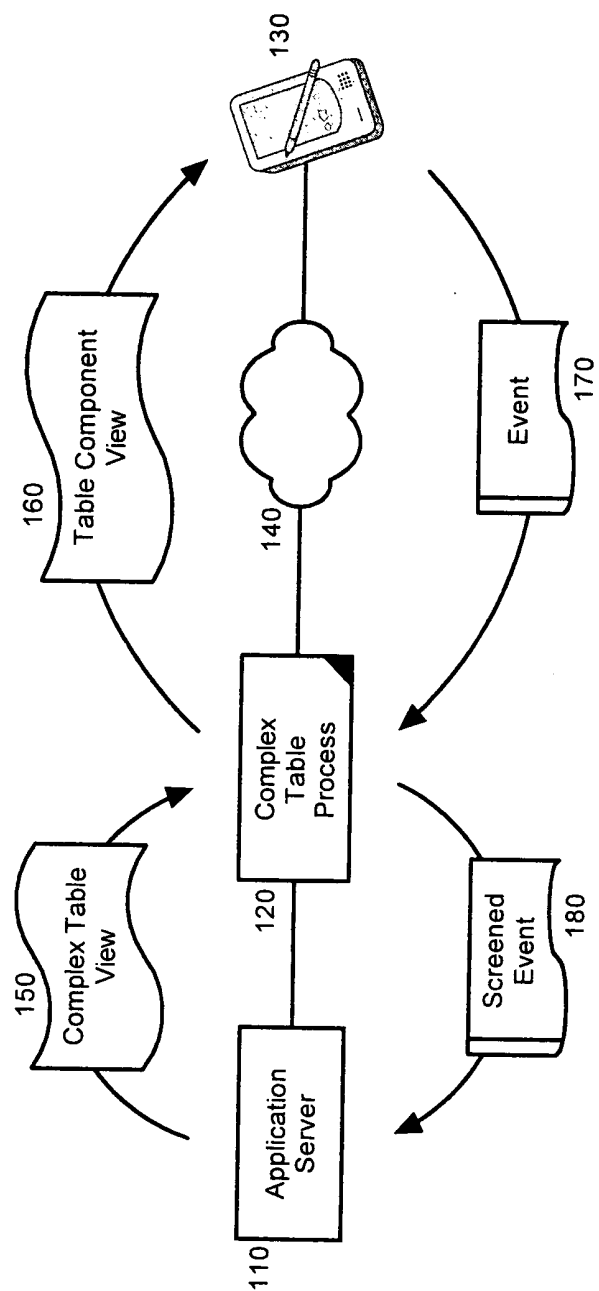 150
Complex Table
View
160
Table Component
View
110
Application
Server
120
Complex
Table
Process
140
130
180
Screened
Event
170
Event